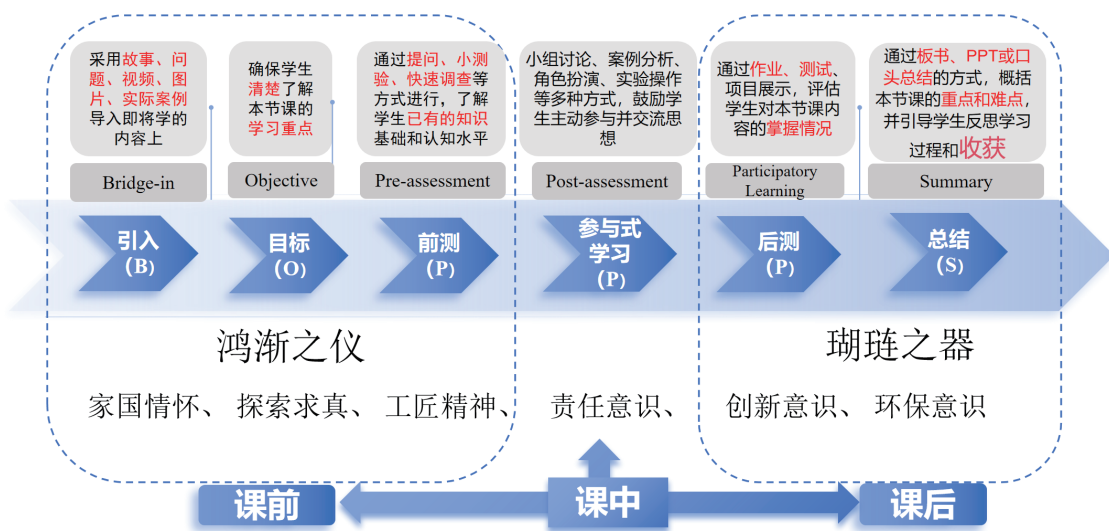 采用故事、问
题、视频、图
片、实际案例
导入即将学的
内容上
确保学生
清楚了解
本节课的
学习重点
通过提问、小测
验、快速调查等
方式进行，了解
学生已有的知识
基础和认知水平
小组讨论、案例分析、
角色扮演、实验操作
等多种方式，鼓励学
生主动参与并交流思
想
通过作业、测试、
项目展示，评估
学生对本节课内
容的掌握情况
通过板书、PPT或口
头总结的方式，概括
本节课的重点和难点，
并引导学生反思学习
过程和收获
Bridge-in
Objective
Pre-assessment
Post-assessment
Participatory
Learning
Summary
引入
（B）
目标
（O）
前测
（P）
参与式
学习
（P）
后测
（P）
总结
（S）
鸿渐之仪
瑚琏之器
家国情怀、探索求真、工匠精神、责任意识、创新意识、环保意识
课前
课中
课后